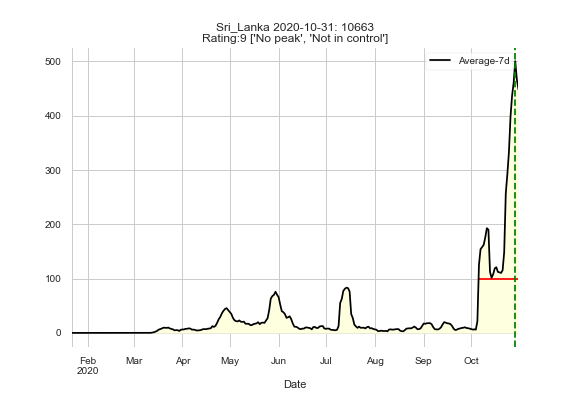 Sri_Lanka 2020-10-31: 10663
Rating:9 ['No peak', 'Not in control']
Average-7d
500
400
300
200
100
0
Feb Mar Apr May Jun Jul Aug Sep Oct
2020
Date